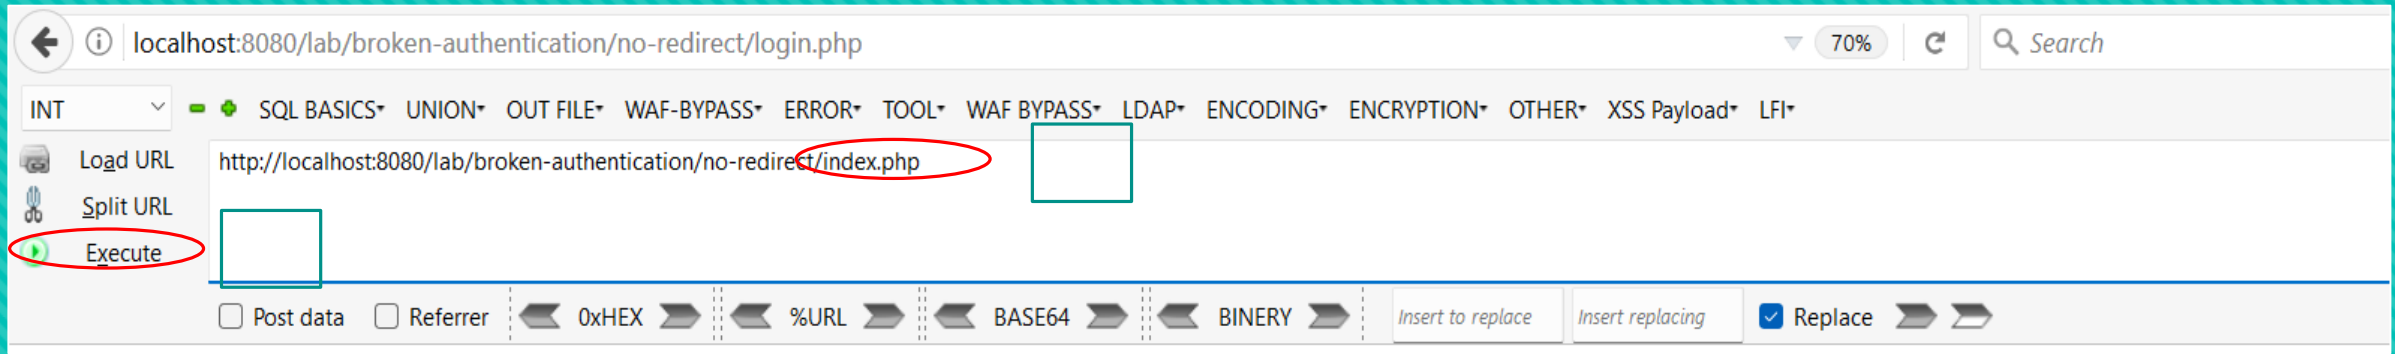 localhost:8080/lab/broken-authentication/no-redirect/login.php 70% Search
INT SQL BASICS UNION OUT FILE WAF-BYPASS ERROR TOOL WAF BYPASS LDAP ENCODING ENCRYPTION OTHER XSS Payload LFI
Load URL http://localhost:8080/lab/broken-authentication/no-redirect/index.php
Split URL
Execute
Post data Referrer 0xHEX %URL BASE64 BINERY Insert to replace Insert replacing Replace